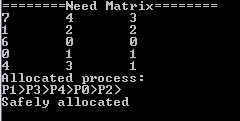 ========Need Matrix========
7 4 3
1 2 2
6 0 0
0 1 1
4 3 1
Allocated process:
P1>P3>P4>P0>P2>
Safely allocated